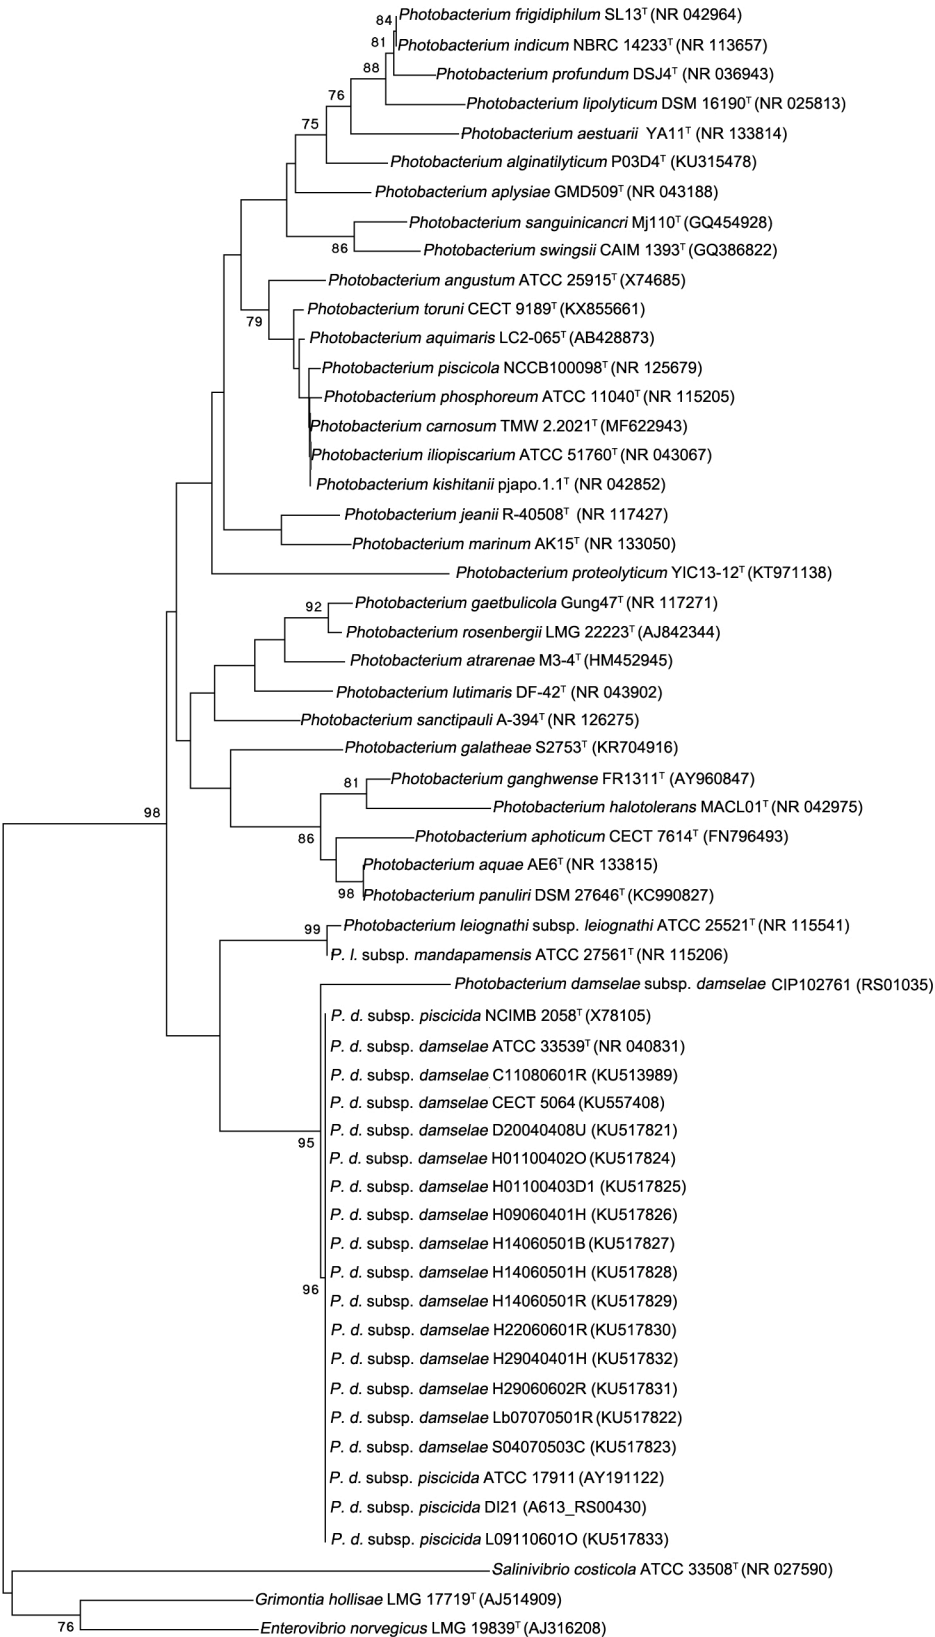 84 Photobacterium frigidiphilum SL13ᵀ (NR 042964)
81 Photobacterium indicum NBRC 14233ᵀ (NR 113657)
88 Photobacterium profundum DSJ4ᵀ (NR 036943)
76 Photobacterium lipolyticum DSM 16190ᵀ (NR 025813)
75 Photobacterium aestuarii YA11ᵀ (NR 133814)
Photobacterium alginatilyticum P03D4ᵀ (KU315478)
Photobacterium aplysiae GMD509ᵀ (NR 043188)
Photobacterium sanguinicancri Mj110ᵀ (GQ454928)
86 Photobacterium swingsii CAIM 1393ᵀ (GQ386822)
Photobacterium angustum ATCC 25915ᵀ (X74685)
79 Photobacterium toruni CECT 9189ᵀ (KX855661)
Photobacterium aquimaris LC2-065ᵀ (AB428873)
Photobacterium piscicola NCCB100098ᵀ (NR 125679)
Photobacterium phosphoreum ATCC 11040ᵀ (NR 115205)
Photobacterium carnosum TMW 2.2021ᵀ (MF622943)
Photobacterium iliopiscarium ATCC 51760ᵀ (NR 043067)
Photobacterium kishitanii pjapo.1.1ᵀ (NR 042852)
Photobacterium jeanii R-40508ᵀ (NR 117427)
Photobacterium marinum AK15ᵀ (NR 133050)
Photobacterium proteolyticum YIC13-12ᵀ (KT971138)
92 Photobacterium gaetbulicola Gung47ᵀ (NR 117271)
Photobacterium rosenbergii LMG 22223ᵀ (AJ842344)
Photobacterium atrarenae M3-4ᵀ (HM452945)
Photobacterium lutimaris DF-42ᵀ (NR 043902)
Photobacterium sanctipauli A-394ᵀ (NR 126275)
Photobacterium galatheae S2753ᵀ (KR704916)
81 Photobacterium ganghwense FR1311ᵀ (AY960847)
98 Photobacterium halotolerans MACL01ᵀ (NR 042975)
86 Photobacterium aphoticum CECT 7614ᵀ (FN796493)
Photobacterium aquae AE6ᵀ (NR 133815)
98 Photobacterium panuliri DSM 27646ᵀ (KC990827)
99 Photobacterium leiognathi subsp. leiognathi ATCC 25521ᵀ (NR 115541)
P. l. subsp. mandapamensis ATCC 27561ᵀ (NR 115206)
Photobacterium damselae subsp. damselae CIP102761 (RS01035)
P. d. subsp. piscicida NCIMB 2058ᵀ (X78105)
P. d. subsp. damselae ATCC 33539ᵀ (NR 040831)
P. d. subsp. damselae C11080601R (KU513989)
P. d. subsp. damselae CECT 5064 (KU557408)
95 P. d. subsp. damselae D20040408U (KU517821)
P. d. subsp. damselae H01100402O (KU517824)
P. d. subsp. damselae H01100403D1 (KU517825)
P. d. subsp. damselae H09060401H (KU517826)
P. d. subsp. damselae H14060501B (KU517827)
P. d. subsp. damselae H14060501H (KU517828)
96 P. d. subsp. damselae H14060501R (KU517829)
P. d. subsp. damselae H22060601R (KU517830)
P. d. subsp. damselae H29040401H (KU517832)
P. d. subsp. damselae H29060602R (KU517831)
P. d. subsp. damselae Lb07070501R (KU517822)
P. d. subsp. damselae S04070503C (KU517823)
P. d. subsp. piscicida ATCC 17911 (AY191122)
P. d. subsp. piscicida DI21 (A613_RS00430)
P. d. subsp. piscicida L09110601O (KU517833)
Salinivibrio costicola ATCC 33508ᵀ (NR 027590)
Grimontia hollisae LMG 17719ᵀ (AJ514909)
76 Enterovibrio norvegicus LMG 19839ᵀ (AJ316208)